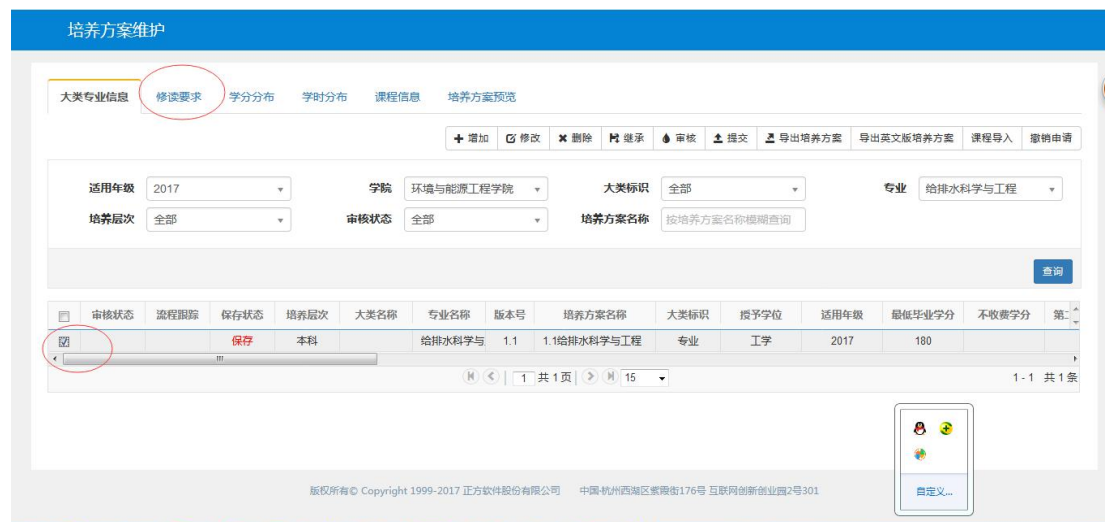 培养方案维护
大类专业信息 修读要求 学分分布 学时分布 课程信息 培养方案预览
增加 修改 删除 继承 审核 提交 导出培养方案 导出英文版培养方案 课程导入 撤销申请
适用年级 2017 学院 环境与能源工程学院 大类标识 全部 专业 给排水科学与工程
培养层次 全部 审核状态 全部 培养方案名称 按培养方案名称模糊查询
查询
审核状态 流程跟踪 保存状态 培养层次 大类名称 专业名称 版本号 培养方案名称 大类标识 授予学位 适用年级 最低毕业学分 不收费学分 第二
保存 本科 给排水科学与 1.1 1.1给排水科学与工程 专业 工学 2017 180
1 共 1 页 15 1 - 1 共 1 条
自定义...
版权所有© Copyright 1999-2017 正方软件股份有限公司 中国·杭州西湖区紫霞街176号 互联网创新创业园2号301